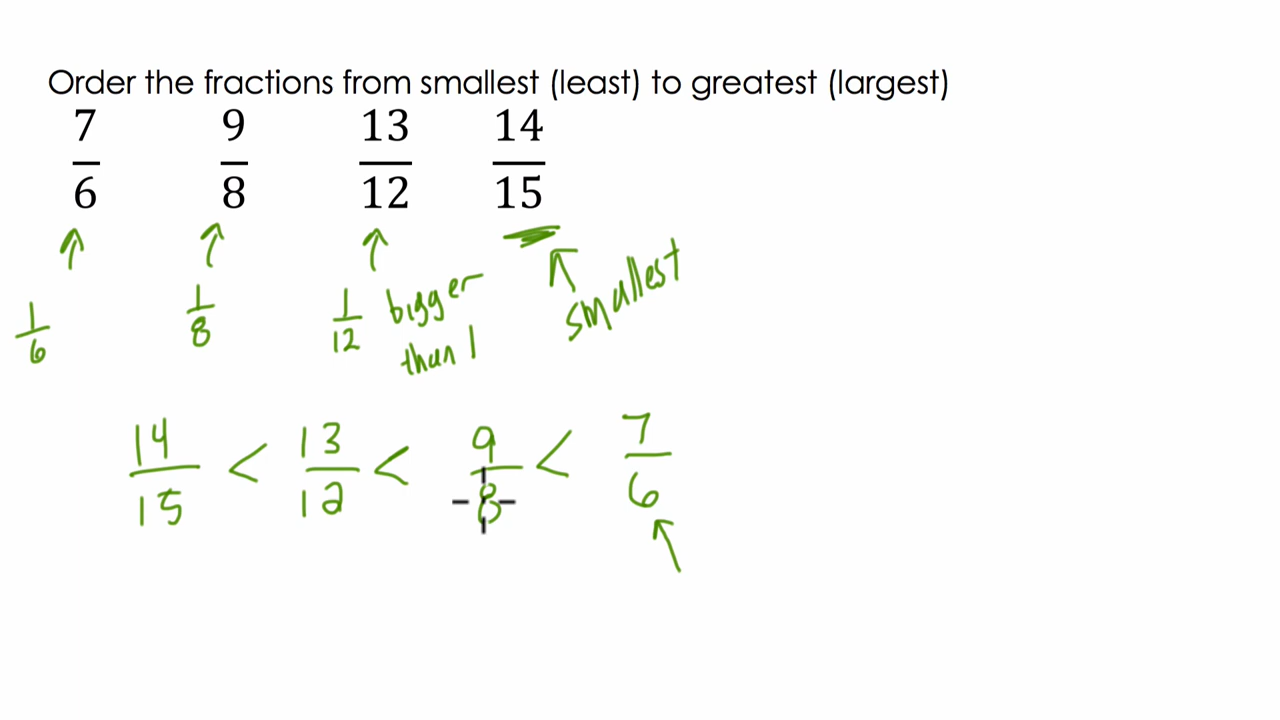 Order the fractions from smallest (least) to greatest (largest)
7/6 9/8 13/12 14/15
1/6 1/8 1/12 bigger than 1 smallest
14/15 < 13/12 < 9/8 < 7/6